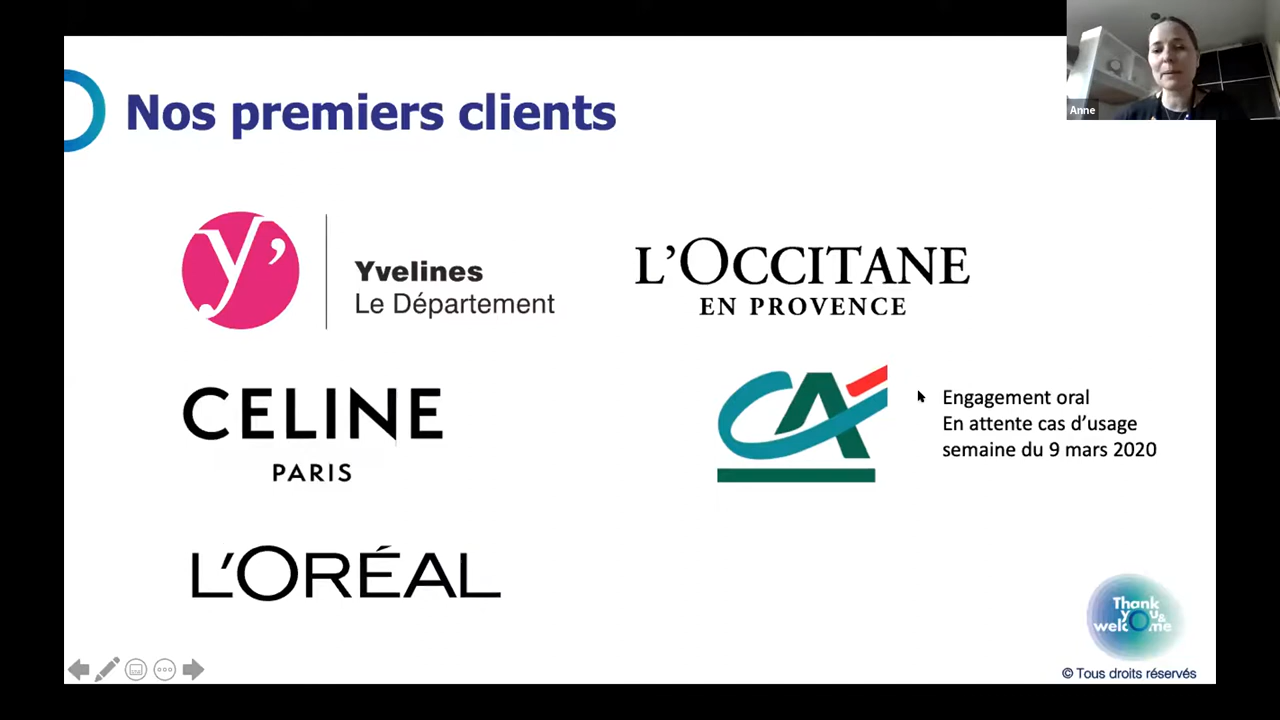 Nos premiers clients
Anne
y'
Yvelines
Le Département
L'OCCITANE
EN PROVENCE
CELINE
PARIS
CA
Engagement oral
En attente cas d'usage
semaine du 9 mars 2020
L'ORÉAL
Thank
yOu&
welcOme
© Tous droits réservés